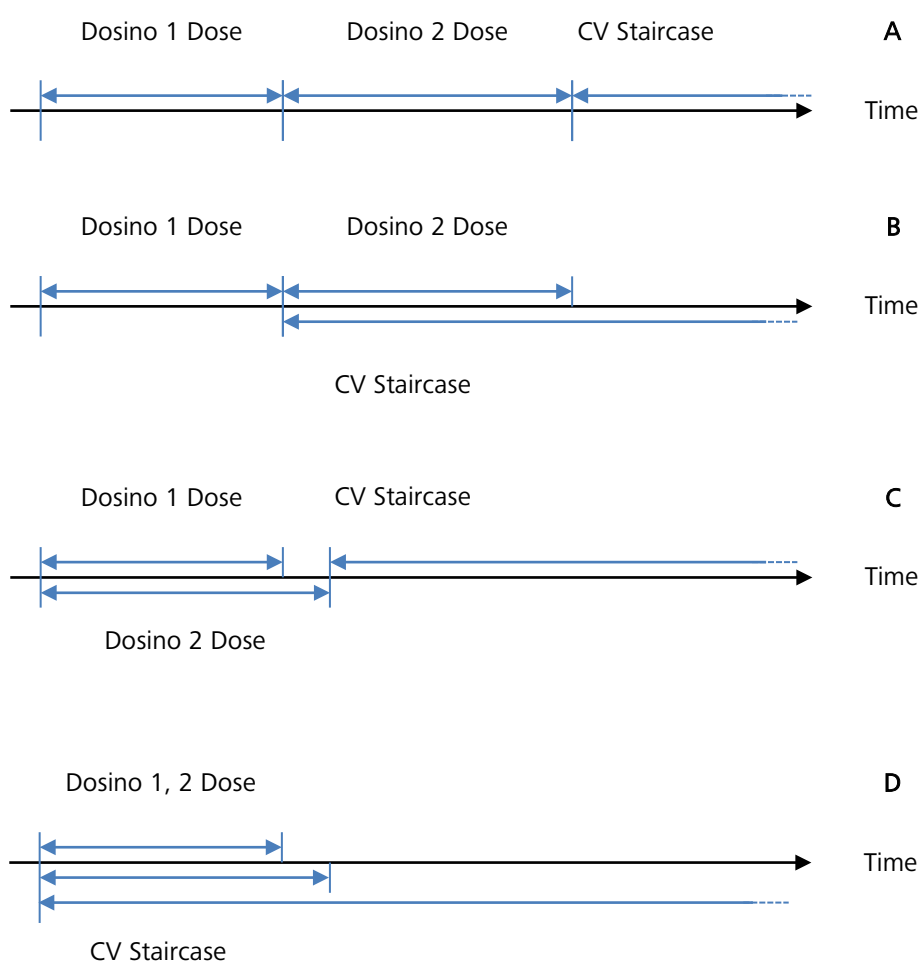 Dosino 1 Dose Dosino 2 Dose CV Staircase A
Time
Dosino 1 Dose Dosino 2 Dose B
Time
CV Staircase
Dosino 1 Dose CV Staircase C
Time
Dosino 2 Dose
Dosino 1, 2 Dose D
Time
CV Staircase